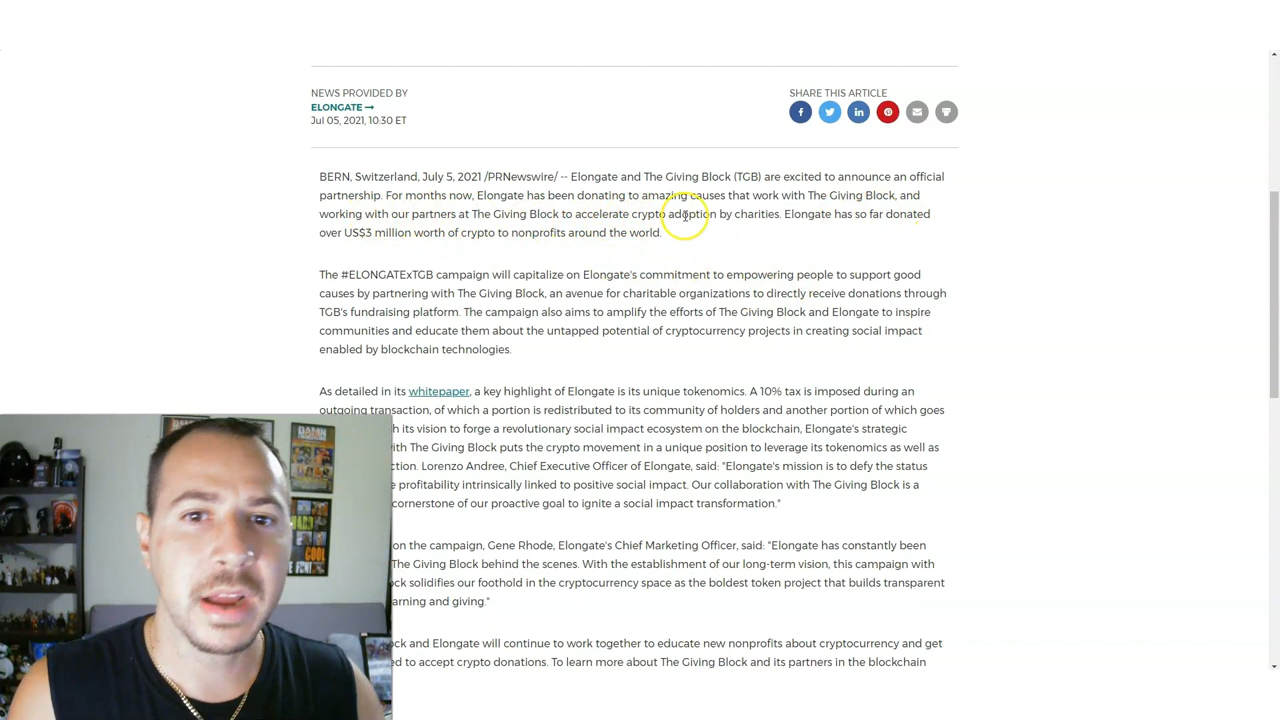 NEWS PROVIDED BY
ELONGATE →
Jul 05, 2021, 10:30 ET
SHARE THIS ARTICLE
BERN, Switzerland, July 5, 2021 /PRNewswire/ -- Elongate and The Giving Block (TGB) are excited to announce an official
partnership. For months now, Elongate has been donating to amazing causes that work with The Giving Block, and
working with our partners at The Giving Block to accelerate crypto adoption by charities. Elongate has so far donated
over US$3 million worth of crypto to nonprofits around the world.
The #ELONGATExTGB campaign will capitalize on Elongate's commitment to empowering people to support good
causes by partnering with The Giving Block, an avenue for charitable organizations to directly receive donations through
TGB's fundraising platform. The campaign also aims to amplify the efforts of The Giving Block and Elongate to inspire
communities and educate them about the untapped potential of cryptocurrency projects in creating social impact
enabled by blockchain technologies.
As detailed in its whitepaper, a key highlight of Elongate is its unique tokenomics. A 10% tax is imposed during an
outgoing transaction, of which a portion is redistributed to its community of holders and another portion of which goes
its vision to forge a revolutionary social impact ecosystem on the blockchain, Elongate's strategic
with The Giving Block puts the crypto movement in a unique position to leverage its tokenomics as well as
Lorenzo Andree, Chief Executive Officer of Elongate, said: "Elongate's mission is to defy the status
profitability intrinsically linked to positive social impact. Our collaboration with The Giving Block is a
cornerstone of our proactive goal to ignite a social impact transformation."
on the campaign, Gene Rhode, Elongate's Chief Marketing Officer, said: "Elongate has constantly been
The Giving Block behind the scenes. With the establishment of our long-term vision, this campaign with
solidifies our foothold in the cryptocurrency space as the boldest token project that builds transparent
and giving."
and Elongate will continue to work together to educate new nonprofits about cryptocurrency and get
to accept crypto donations. To learn more about The Giving Block and its partners in the blockchain
DAMN
HARD
COOL